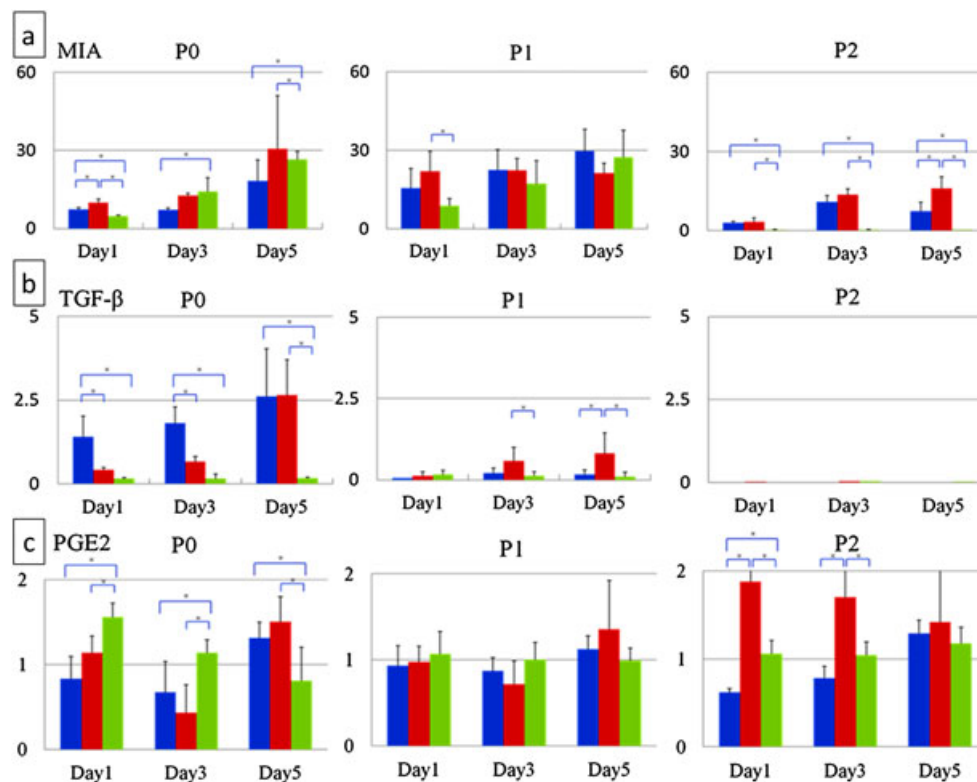 a
MIA P0 P1 P2
60 60 60
30 30 30
0 0 0
Day1 Day3 Day5 Day1 Day3 Day5 Day1 Day3 Day5
b
TGF-β P0 P1 P2
5 5 5
2.5 2.5 2.5
0 0 0
Day1 Day3 Day5 Day1 Day3 Day5 Day1 Day3 Day5
c
PGE2 P0 P1 P2
2 2 2
1 1 1
0 0 0
Day1 Day3 Day5 Day1 Day3 Day5 Day1 Day3 Day5